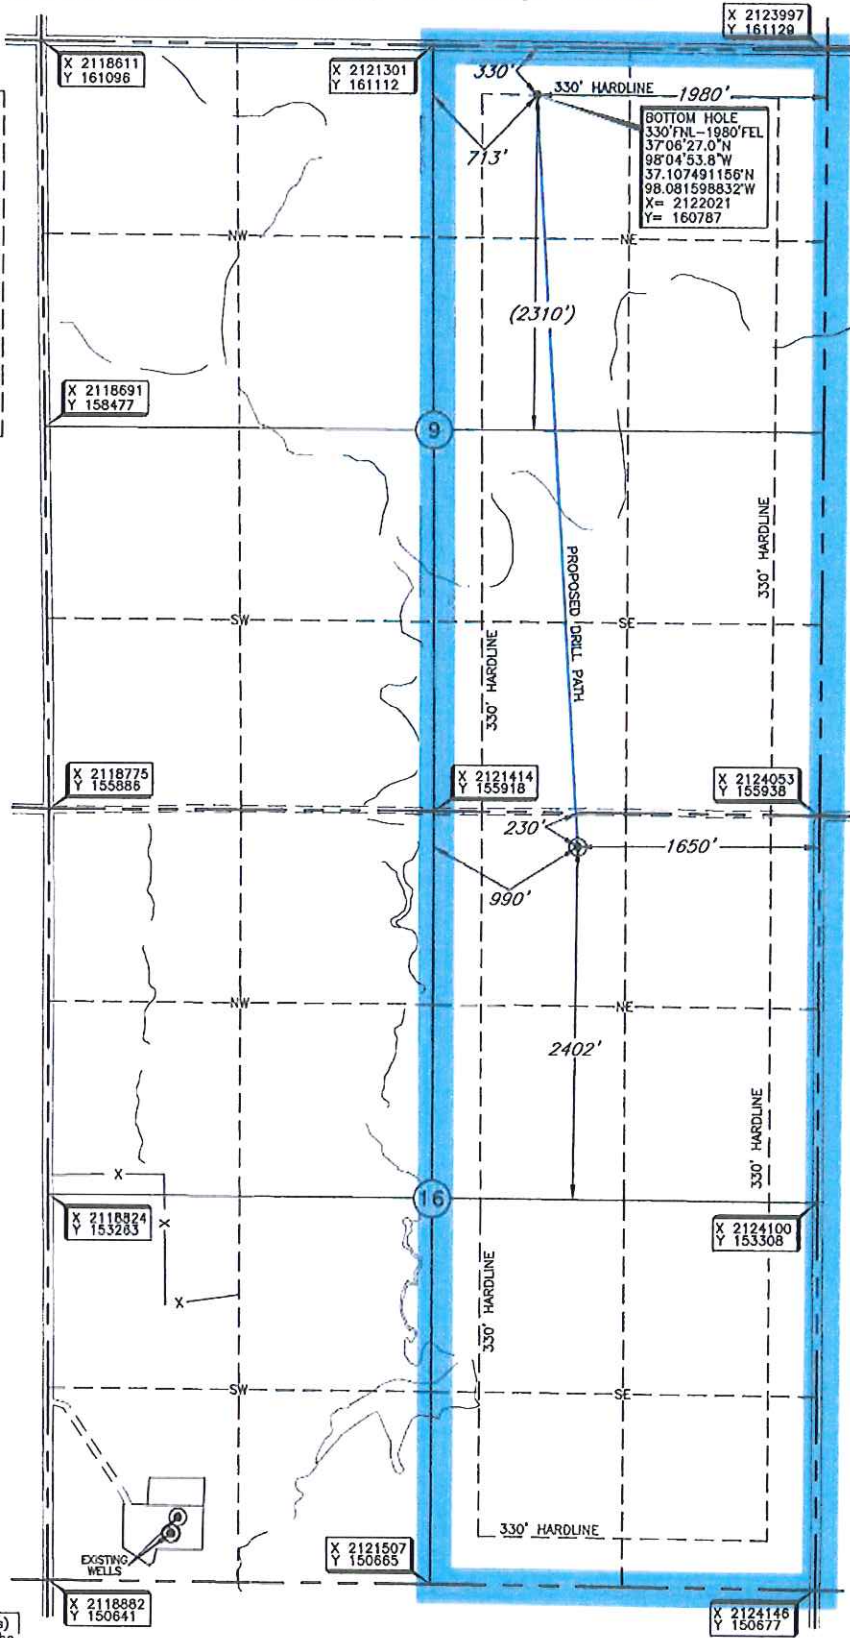 X 2123997
Y 161129
X 2118611
Y 161096
X 2121301
Y 161112
330'
330' HARDLINE
1980'
713'
BOTTOM HOLE
330'FNL-1980'FEL
37°06'27.0"N
98°04'53.8"W
37.107491156°N
98.081598832°W
X= 2122021
Y= 160787
NW
NE
(2310')
X 2118691
Y 158477
9
330' HARDLINE
PROPOSED DRILL PATH
SW
SE
330' HARDLINE
X 2118775
Y 155886
X 2121414
Y 155918
X 2124053
Y 155938
230'
1650'
990'
NW
NE
2402'
330' HARDLINE
X
16
X 2118824
Y 153263
X
X 2124100
Y 153308
X
330' HARDLINE
SW
SE
330' HARDLINE
EXISTING
WELLS
X 2121507
Y 150665
X 2118882
Y 150641
X 2124146
Y 150677